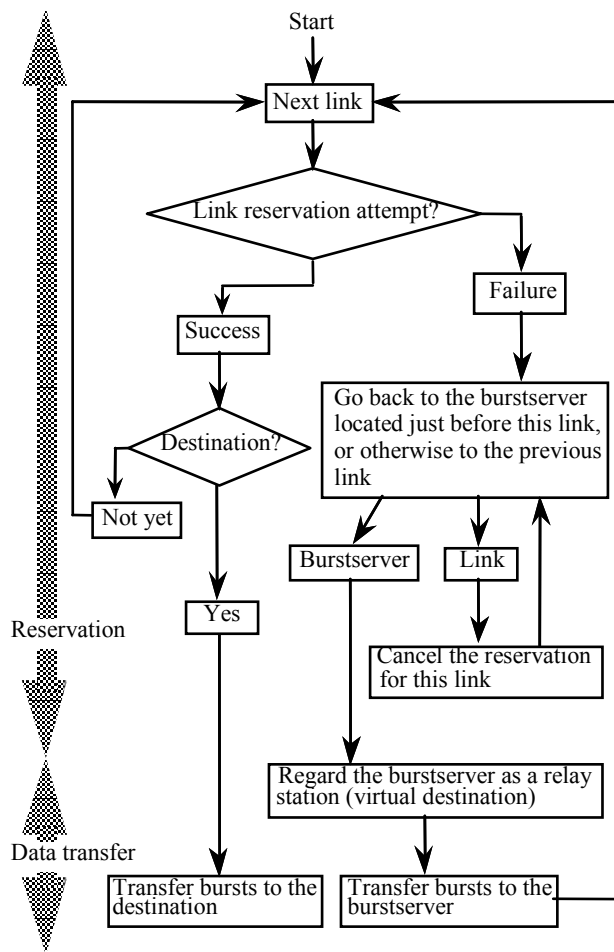 Start
Next link
Link reservation attempt?
Failure
Success
Go back to the burstserver
located just before this link,
or otherwise to the previous
link
Destination?
Not yet
Burstserver
Link
Yes
Reservation
Cancel the reservation
for this link
Regard the burstserver as a relay
station (virtual destination)
Data transfer
Transfer bursts to the
destination
Transfer bursts to the
burstserver